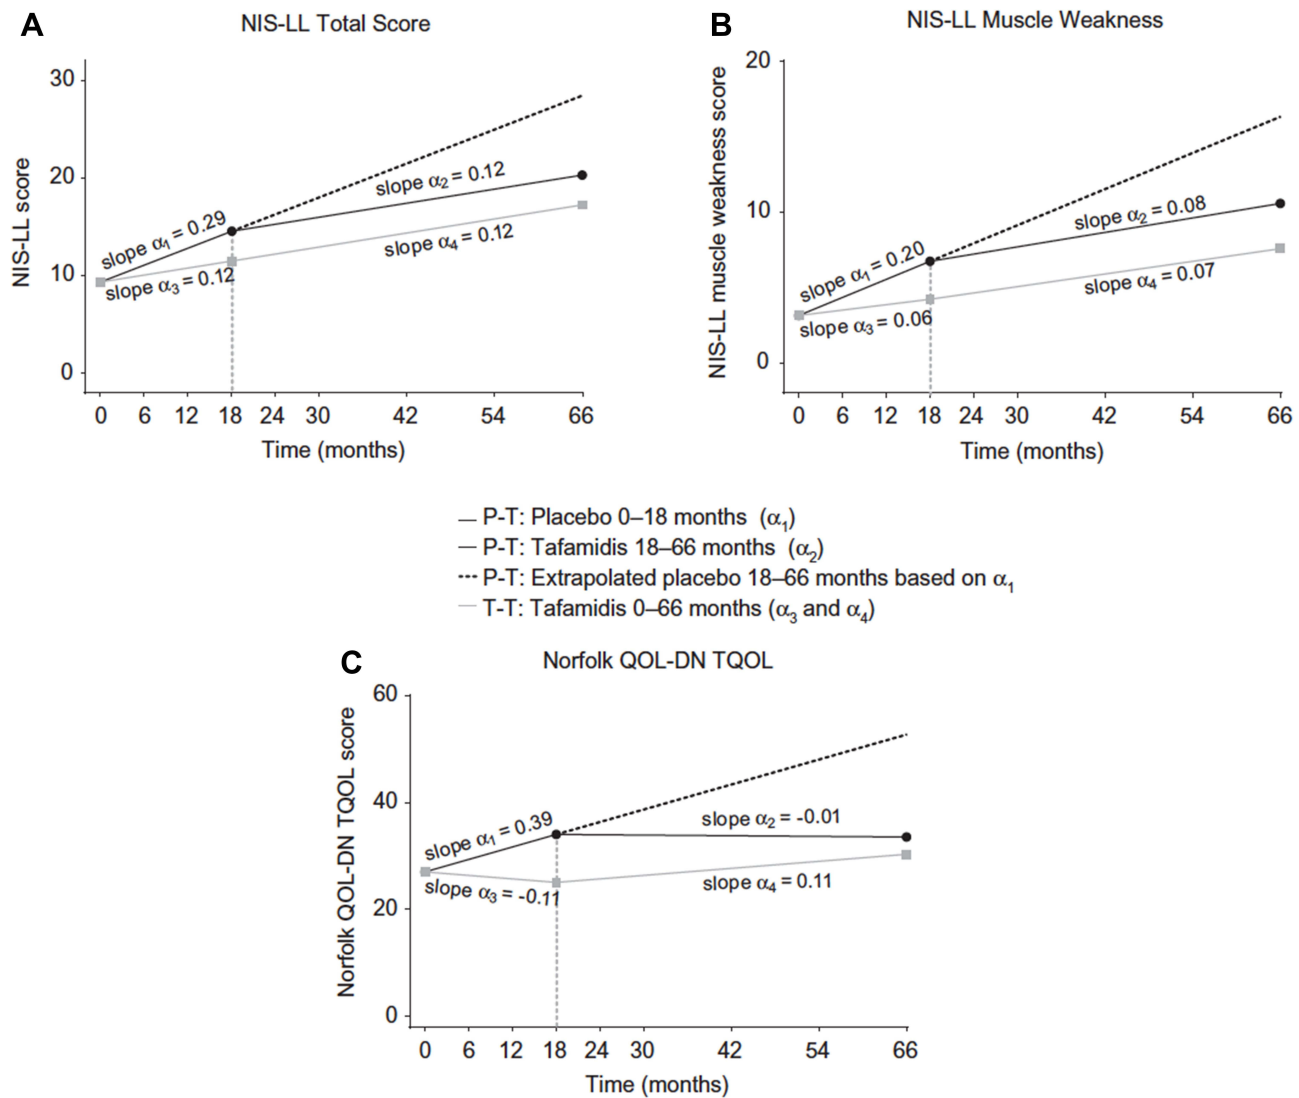 A
NIS-LL Total Score
NIS-LL score
30
20
10
0
slope α1 = 0.29
slope α2 = 0.12
slope α3 = 0.12
slope α4 = 0.12
0 6 12 18 24 30 42 54 66
Time (months)
B
NIS-LL Muscle Weakness
NIS-LL muscle weakness score
20
10
0
slope α1 = 0.20
slope α2 = 0.08
slope α3 = 0.06
slope α4 = 0.07
0 6 12 18 24 30 42 54 66
Time (months)
P-T: Placebo 0–18 months (α1)
P-T: Tafamidis 18–66 months (α2)
P-T: Extrapolated placebo 18–66 months based on α1
T-T: Tafamidis 0–66 months (α3 and α4)
C
Norfolk QOL-DN TQOL
Norfolk QOL-DN TQOL score
60
40
20
0
slope α1 = 0.39
slope α2 = -0.01
slope α3 = -0.11
slope α4 = 0.11
0 6 12 18 24 30 42 54 66
Time (months)